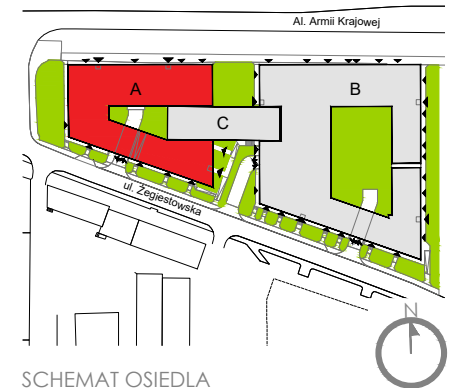 Al. Armii Krajowej
A
B
C
ul. Żegiestowska
N
SCHEMAT OSIEDLA